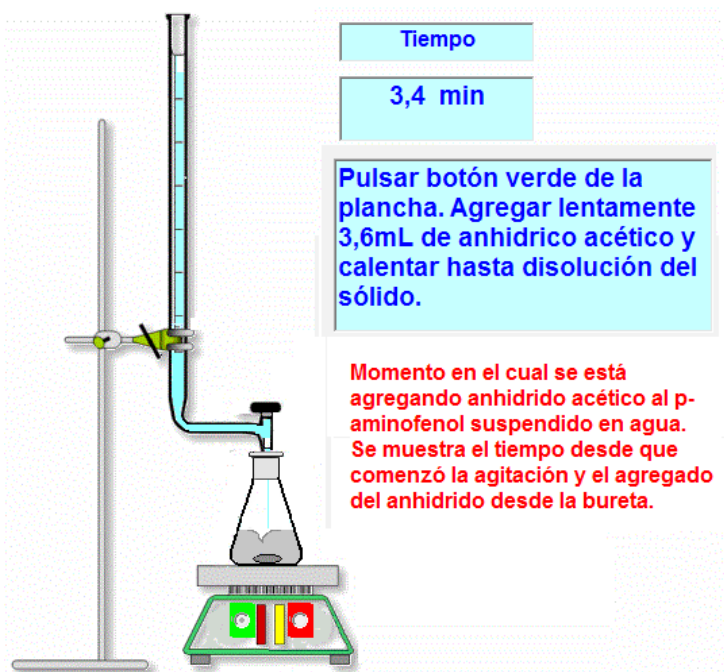 Tiempo
3,4 min
Pulsar botón verde de la
plancha. Agregar lentamente
3,6mL de anhidrico acético y
calentar hasta disolución del
sólido.
Momento en el cual se está
agregando anhidrido acético al p-
aminofenol suspendido en agua.
Se muestra el tiempo desde que
comenzó la agitación y el agregado
del anhidrido desde la bureta.